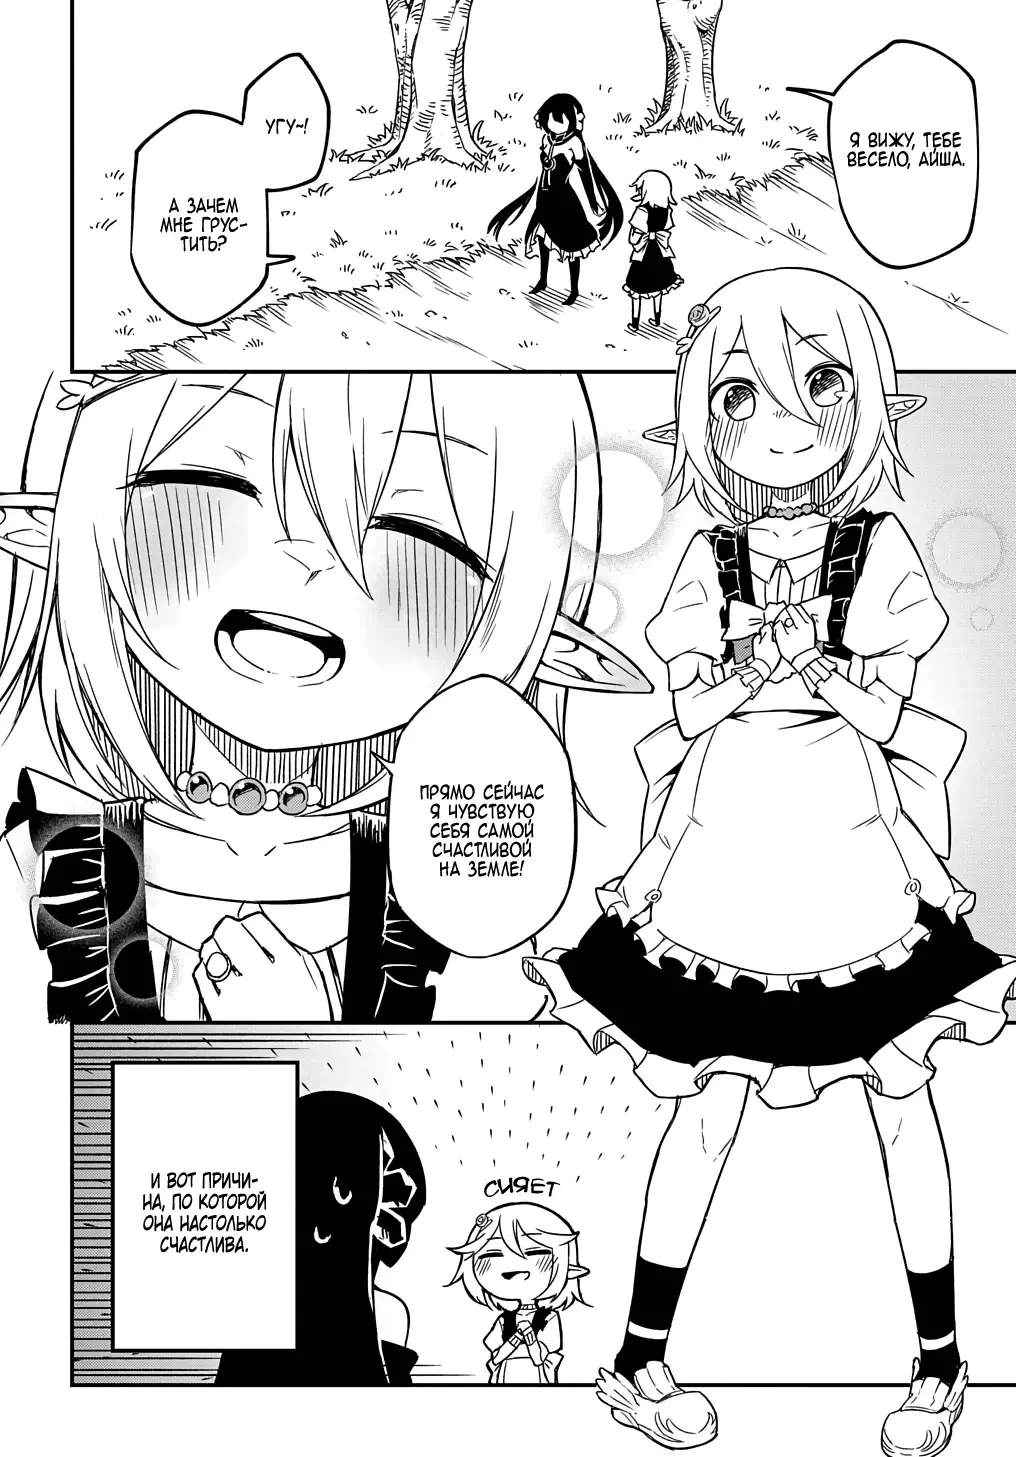 Я ВИЖУ, ТЕБЕ
ВЕСЕЛО, АЙША.
УГУ~!
А ЗАЧЕМ
МНЕ ГРУС-
ТИТЬ?
ПРЯМО СЕЙЧАС
Я ЧУВСТВУЮ
СЕБЯ САМОЙ
СЧАСТЛИВОЙ
НА ЗЕМЛЕ!
И ВОТ ПРИЧИ-
НА, ПО КОТОРОЙ
ОНА НАСТОЛЬКО
СЧАСТЛИВА.
СИЯЕТ